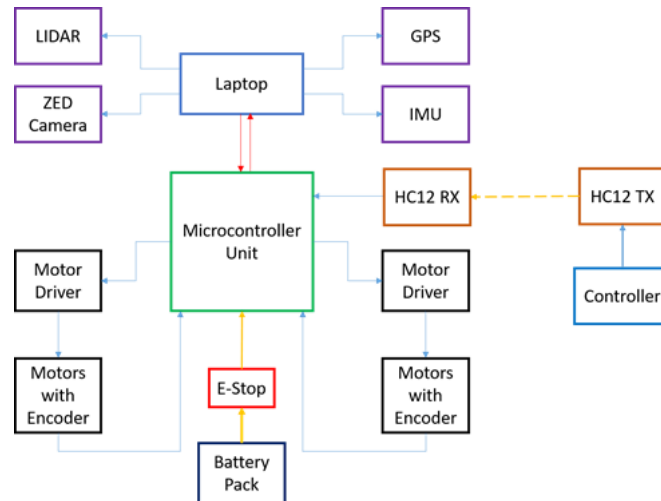 LIDAR
GPS
Laptop
ZED
Camera
IMU
HC12 RX
HC12 TX
Microcontroller
Unit
Motor
Driver
Motor
Driver
Controller
Motors
with
Encoder
E-Stop
Motors
with
Encoder
Battery
Pack